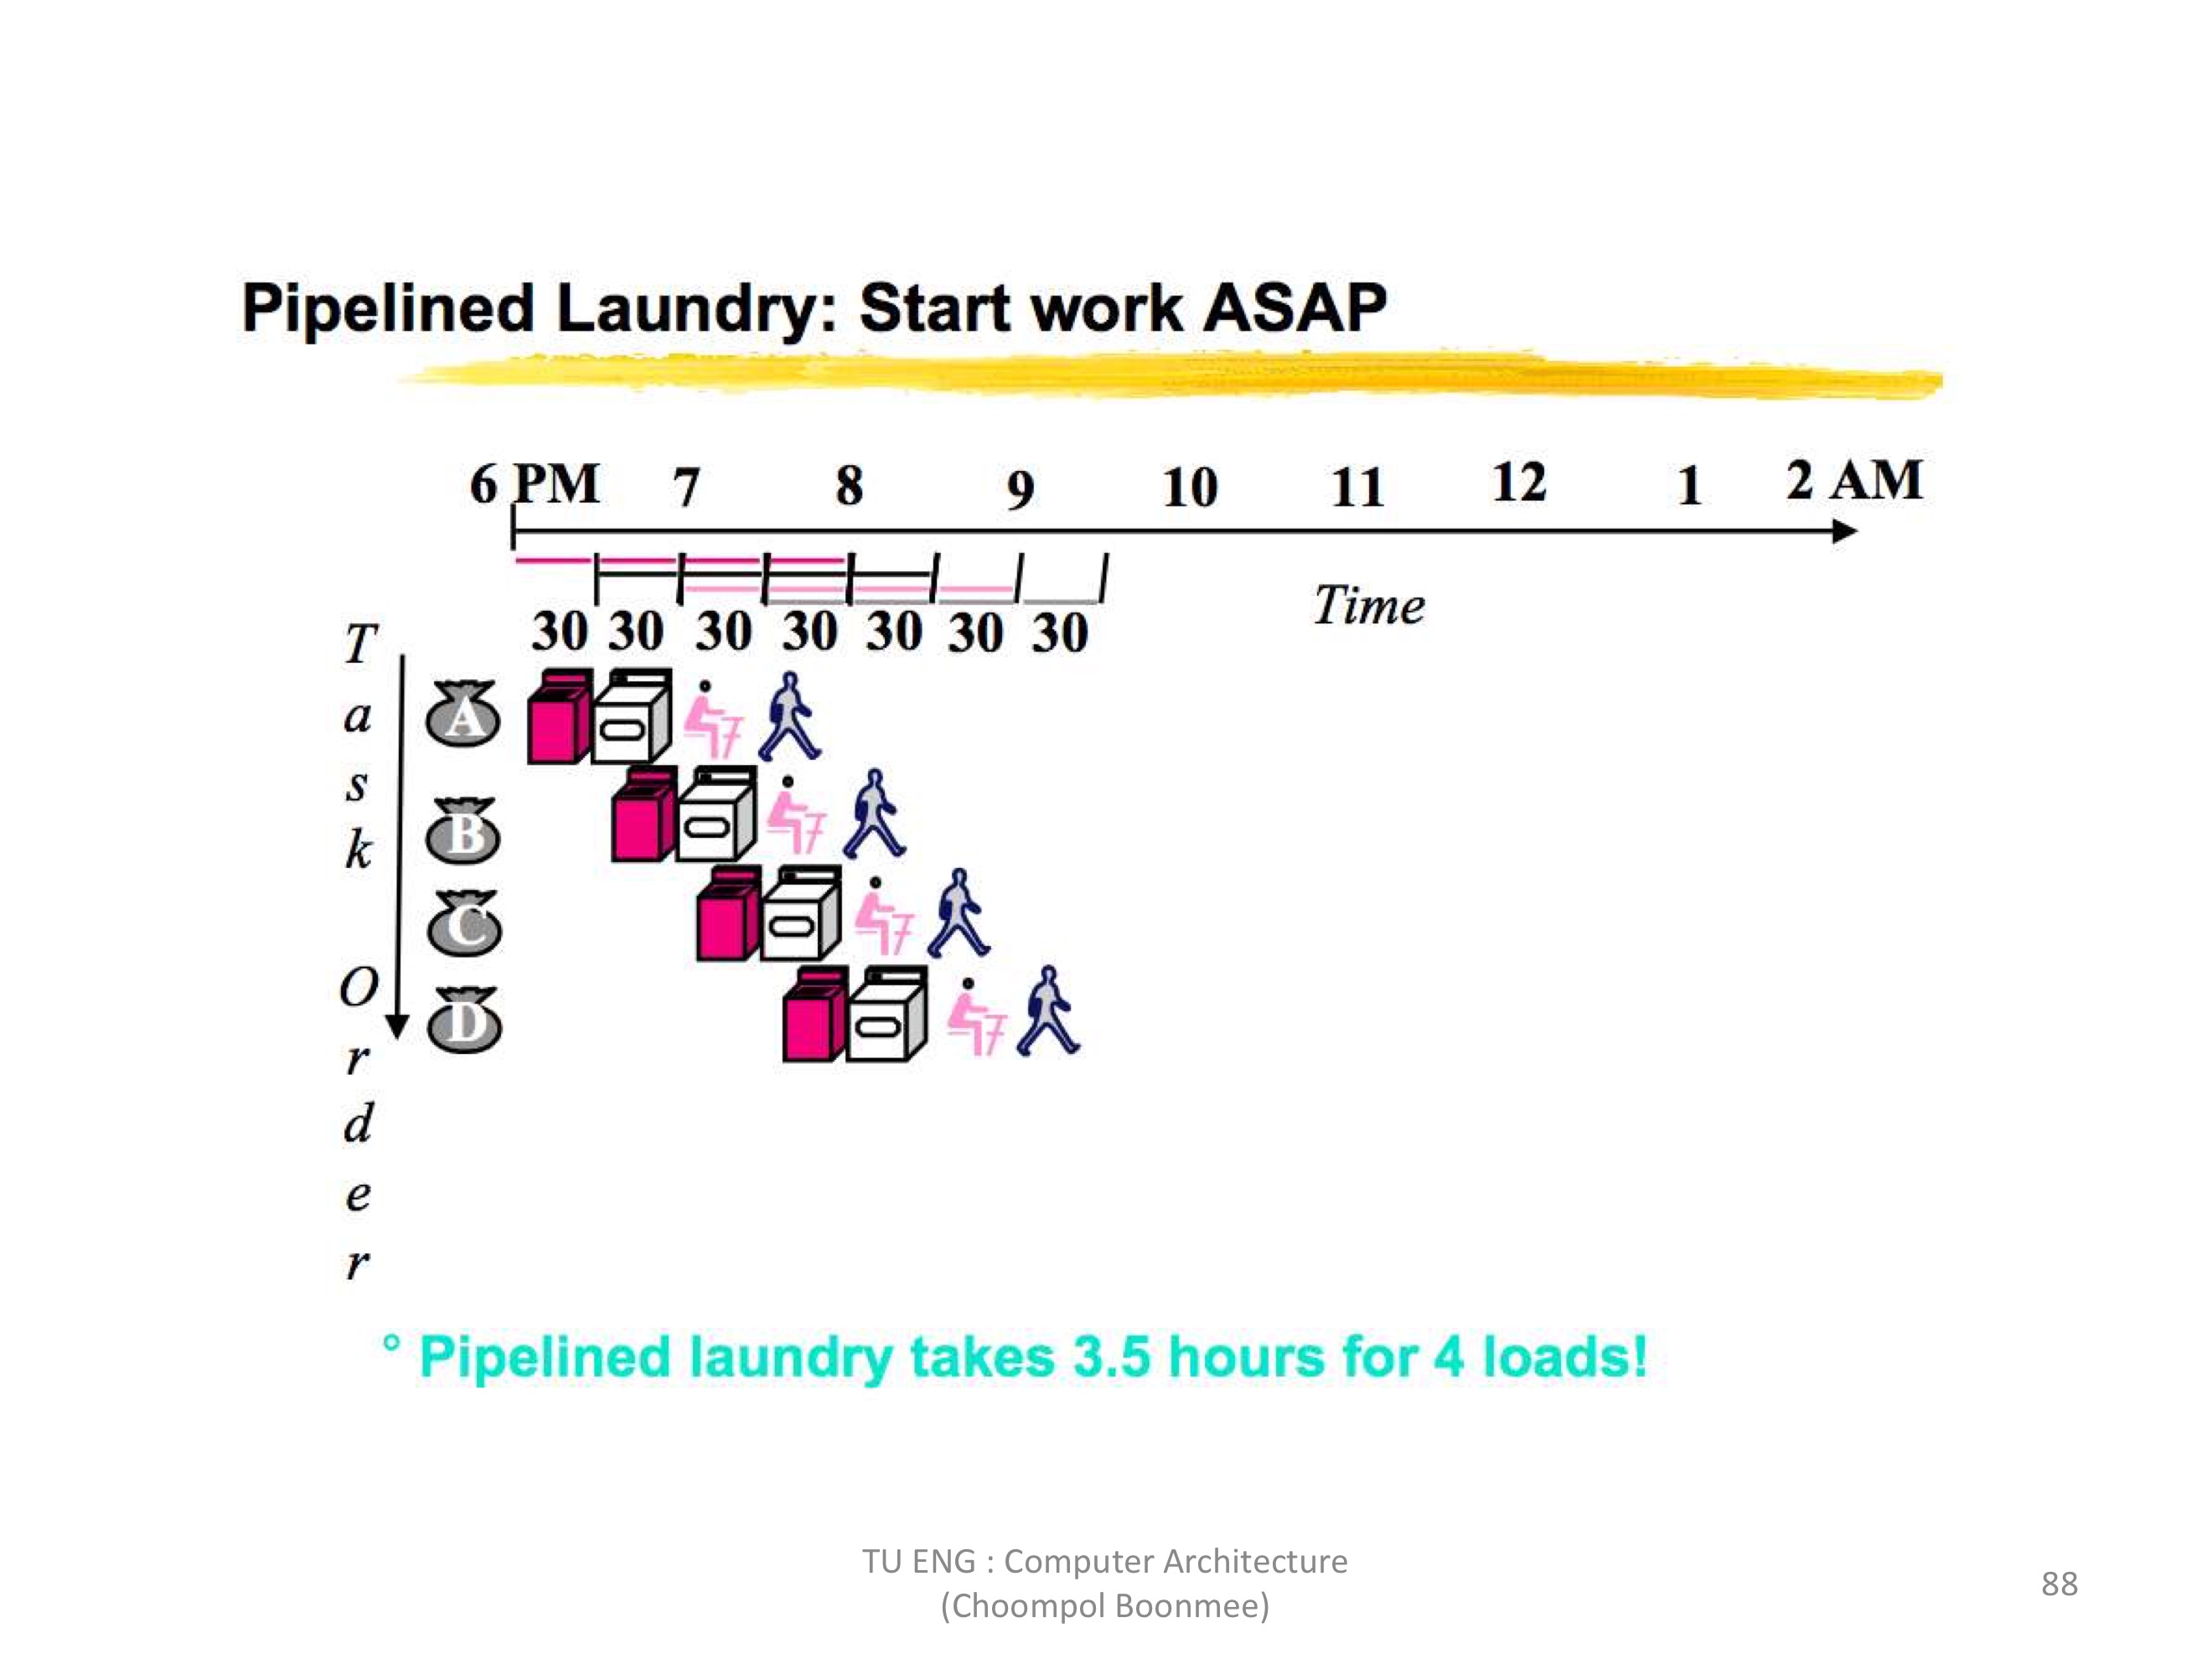 Pipelined Laundry: Start work ASAP
6 PM 7 8 9 10 11 12 1 2 AM
Time
30 30 30 30 30 30 30
Task Order
A
B
C
D
° Pipelined laundry takes 3.5 hours for 4 loads!
TU ENG : Computer Architecture
(Choompol Boonmee)
88